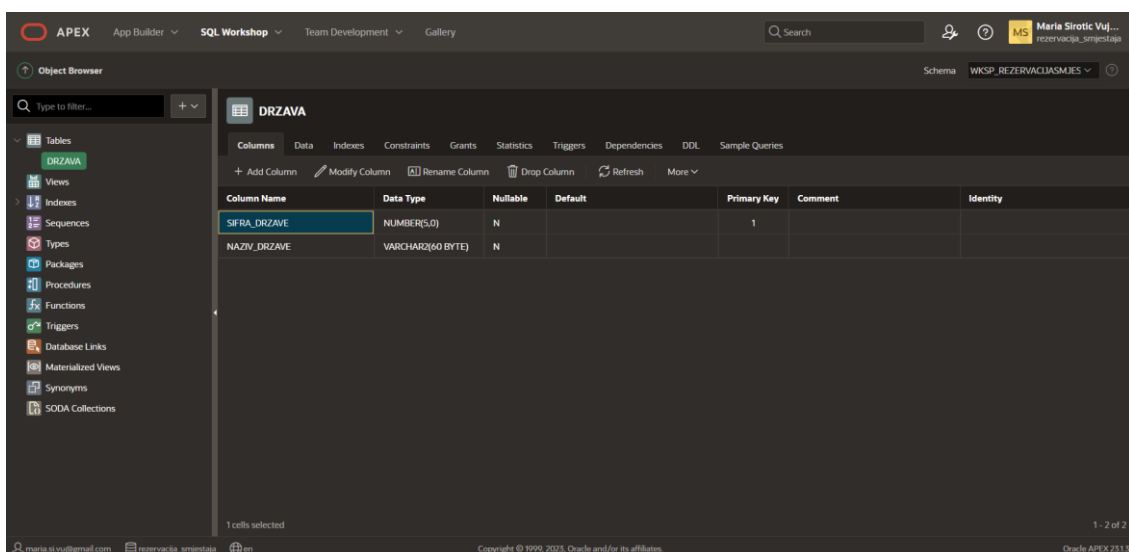 APEX App Builder SQL Workshop Team Development Gallery Search MS Maria Sirotic Vuj...
rezervacija_smjestaja
Object Browser Schema WKSP_REZERVACIJASMJES
Type to filter...
DRZAVA
Tables
DRZAVA
Views
Indexes
Sequences
Types
Packages
Procedures
Functions
Triggers
Database Links
Materialized Views
Synonyms
SODA Collections
Columns Data Indexes Constraints Grants Statistics Triggers Dependencies DDL Sample Queries
+ Add Column Modify Column Rename Column Drop Column Refresh More
Column Name Data Type Nullable Default Primary Key Comment Identity
SIFRA_DRZAVE NUMBER(5,0) N 1
NAZIV_DRZAVE VARCHAR2(60 BYTE) N
1 cells selected 1 - 2 of 2
maria.si.vu@gmail.com rezervacija_smjestaja en Copyright © 1999, 2023, Oracle and/or its affiliates. Oracle APEX 23.1.3